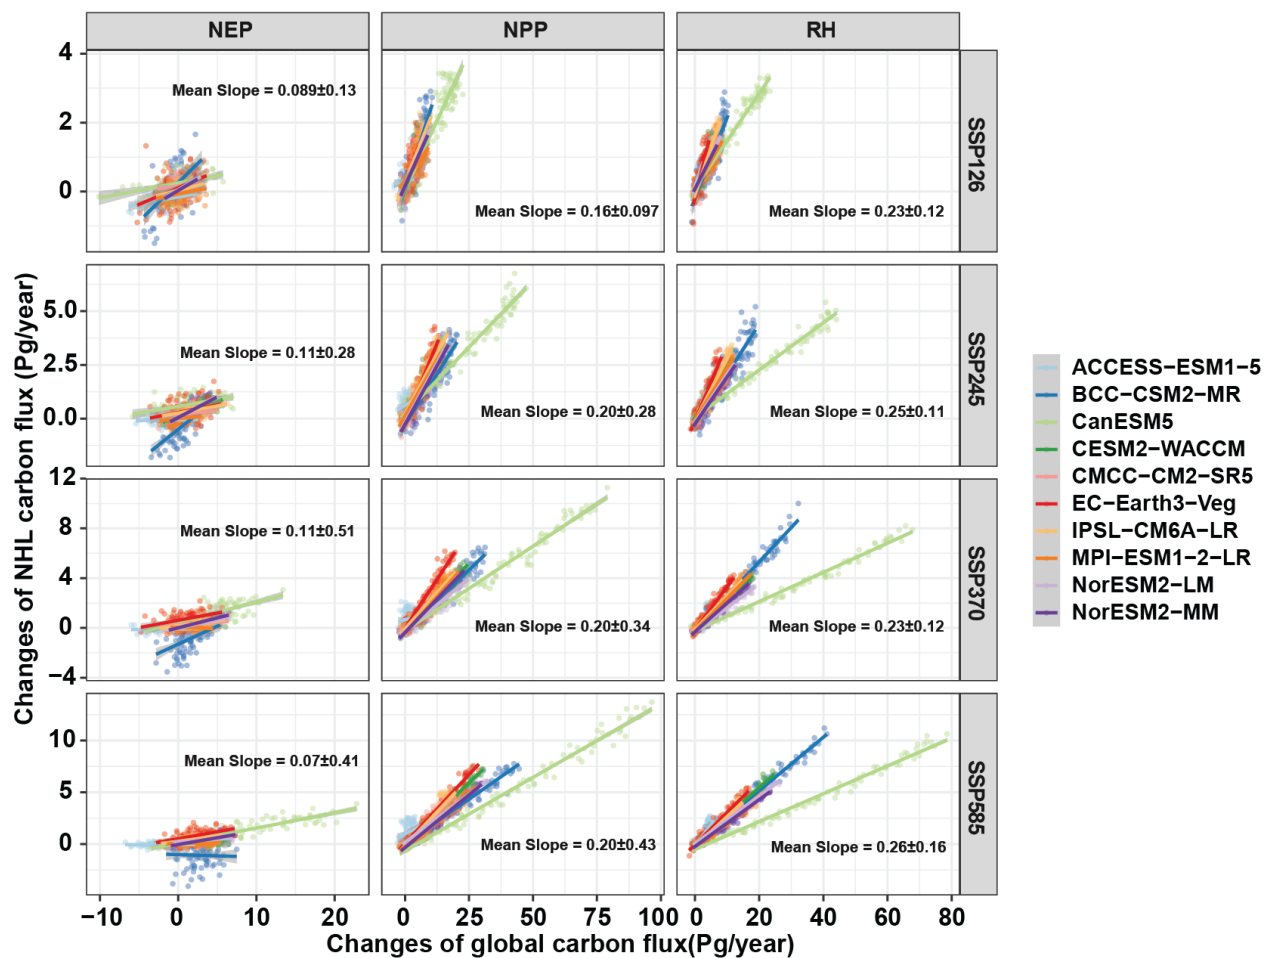 NEP NPP RH
4
2
0
Mean Slope = 0.089±0.13
Mean Slope = 0.16±0.097
Mean Slope = 0.23±0.12
SSP126
5.0
2.5
0.0
Mean Slope = 0.11±0.28
Mean Slope = 0.20±0.28
Mean Slope = 0.25±0.11
SSP245
12
8
4
0
−4
Mean Slope = 0.11±0.51
Mean Slope = 0.20±0.34
Mean Slope = 0.23±0.12
SSP370
10
5
0
Mean Slope = 0.07±0.41
Mean Slope = 0.20±0.43
Mean Slope = 0.26±0.16
SSP585
−10 0 10 20 0 25 50 75 100 0 20 40 60 80
Changes of global carbon flux(Pg/year)
Changes of NHL carbon flux (Pg/year)
ACCESS−ESM1−5
BCC−CSM2−MR
CanESM5
CESM2−WACCM
CMCC−CM2−SR5
EC−Earth3−Veg
IPSL−CM6A−LR
MPI−ESM1−2−LR
NorESM2−LM
NorESM2−MM